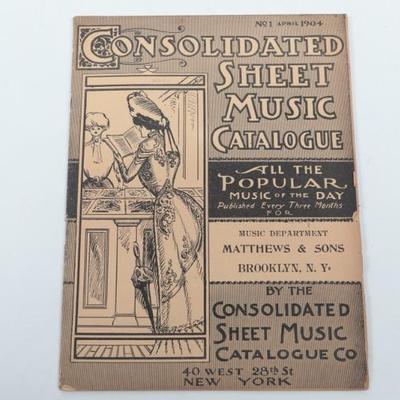 No 1 APRIL 1904
CONSOLIDATED
SHEET
MUSIC
CATALOGUE
ALL THE
POPULAR
MUSIC OF THE DAY
Published Every Three Months
FOR
MUSIC DEPARTMENT
MATTHEWS & SONS
BROOKLYN, N. Y.
BY THE
CONSOLIDATED
SHEET MUSIC
CATALOGUE CO
40 WEST 28th St
NEW YORK